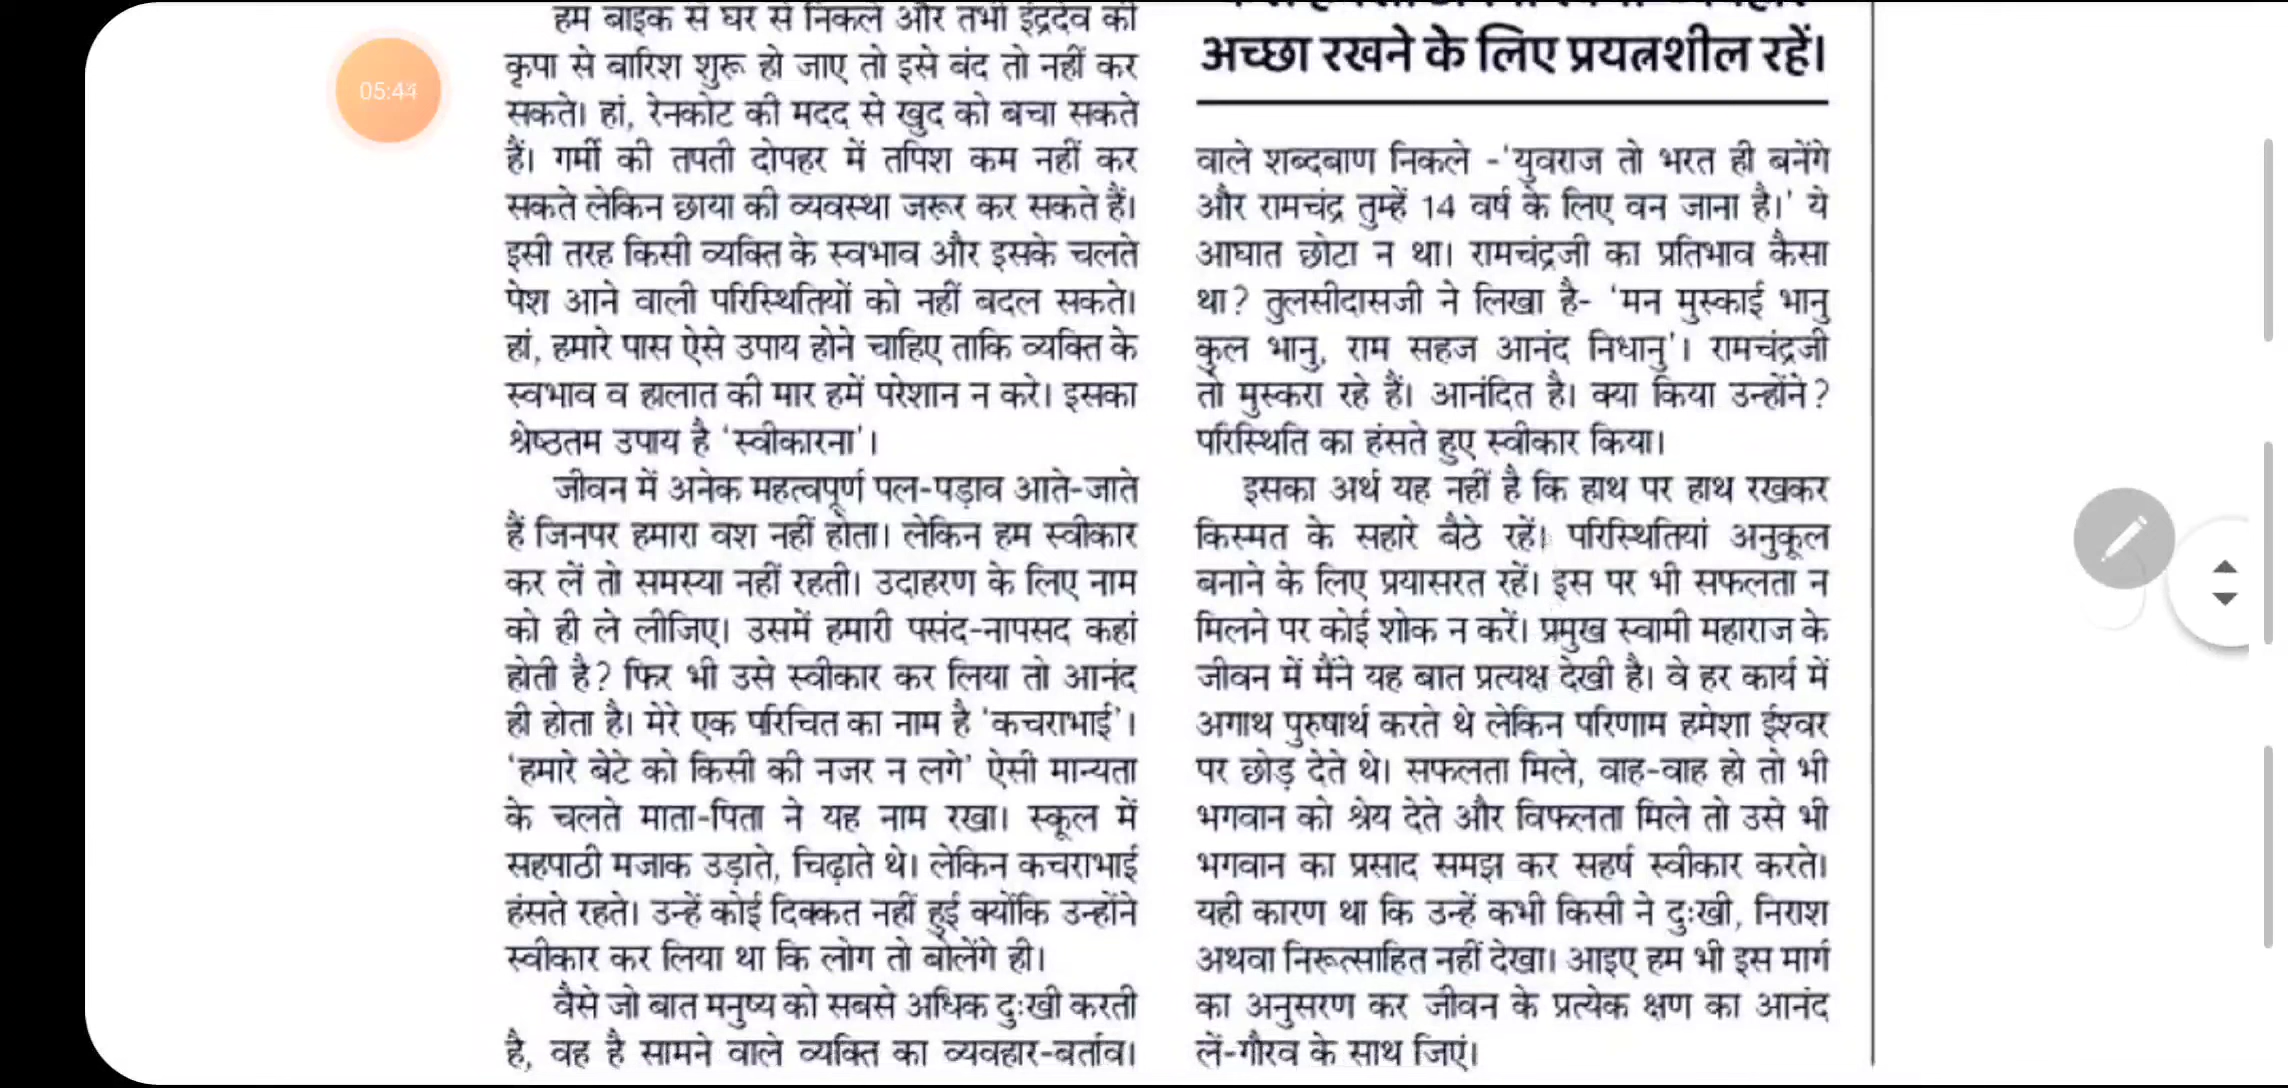 05:44
हम बाइक से घर से निकले और तभी इंद्रदेव की
कृपा से बारिश शुरू हो जाए तो इसे बंद तो नहीं कर
सकते। हां, रेनकोट की मदद से खुद को बचा सकते
हैं। गर्मी की तपती दोपहर में तपिश कम नहीं कर
सकते लेकिन छाया की व्यवस्था जरूर कर सकते हैं।
इसी तरह किसी व्यक्ति के स्वभाव और इसके चलते
पेश आने वाली परिस्थितियों को नहीं बदल सकते।
हां, हमारे पास ऐसे उपाय होने चाहिए ताकि व्यक्ति के
स्वभाव व हालात की मार हमें परेशान न करे। इसका
श्रेष्ठतम उपाय है 'स्वीकारना'।
जीवन में अनेक महत्वपूर्ण पल-पड़ाव आते-जाते
हैं जिनपर हमारा वश नहीं होता। लेकिन हम स्वीकार
कर लें तो समस्या नहीं रहती। उदाहरण के लिए नाम
को ही ले लीजिए। उसमें हमारी पसंद-नापसद कहां
होती है? फिर भी उसे स्वीकार कर लिया तो आनंद
ही होता है। मेरे एक परिचित का नाम है 'कचराभाई'।
'हमारे बेटे को किसी की नजर न लगे' ऐसी मान्यता
के चलते माता-पिता ने यह नाम रखा। स्कूल में
सहपाठी मजाक उड़ाते, चिढ़ाते थे। लेकिन कचराभाई
हंसते रहते। उन्हें कोई दिक्कत नहीं हुई क्योंकि उन्होंने
स्वीकार कर लिया था कि लोग तो बोलेंगे ही।
वैसे जो बात मनुष्य को सबसे अधिक दुःखी करती
है, वह है सामने वाले व्यक्ति का व्यवहार-बर्ताव।
अच्छा रखने के लिए प्रयत्नशील रहें।
वाले शब्दबाण निकले -'युवराज तो भरत ही बनेंगे
और रामचंद्र तुम्हें 14 वर्ष के लिए वन जाना है।' ये
आघात छोटा न था। रामचंद्रजी का प्रतिभाव कैसा
था? तुलसीदासजी ने लिखा है- 'मन मुस्काई भानु
कुल भानु, राम सहज आनंद निधानु'। रामचंद्रजी
तो मुस्करा रहे हैं। आनंदित है। क्या किया उन्होंने?
परिस्थिति का हंसते हुए स्वीकार किया।
इसका अर्थ यह नहीं है कि हाथ पर हाथ रखकर
किस्मत के सहारे बैठे रहें। परिस्थितियां अनुकूल
बनाने के लिए प्रयासरत रहें। इस पर भी सफलता न
मिलने पर कोई शोक न करें। प्रमुख स्वामी महाराज के
जीवन में मैंने यह बात प्रत्यक्ष देखी है। वे हर कार्य में
अगाथ पुरुषार्थ करते थे लेकिन परिणाम हमेशा ईश्वर
पर छोड़ देते थे। सफलता मिले, वाह-वाह हो तो भी
भगवान को श्रेय देते और विफलता मिले तो उसे भी
भगवान का प्रसाद समझ कर सहर्ष स्वीकार करते।
यही कारण था कि उन्हें कभी किसी ने दुःखी, निराश
अथवा निरूत्साहित नहीं देखा। आइए हम भी इस मार्ग
का अनुसरण कर जीवन के प्रत्येक क्षण का आनंद
लें-गौरव के साथ जिएं।